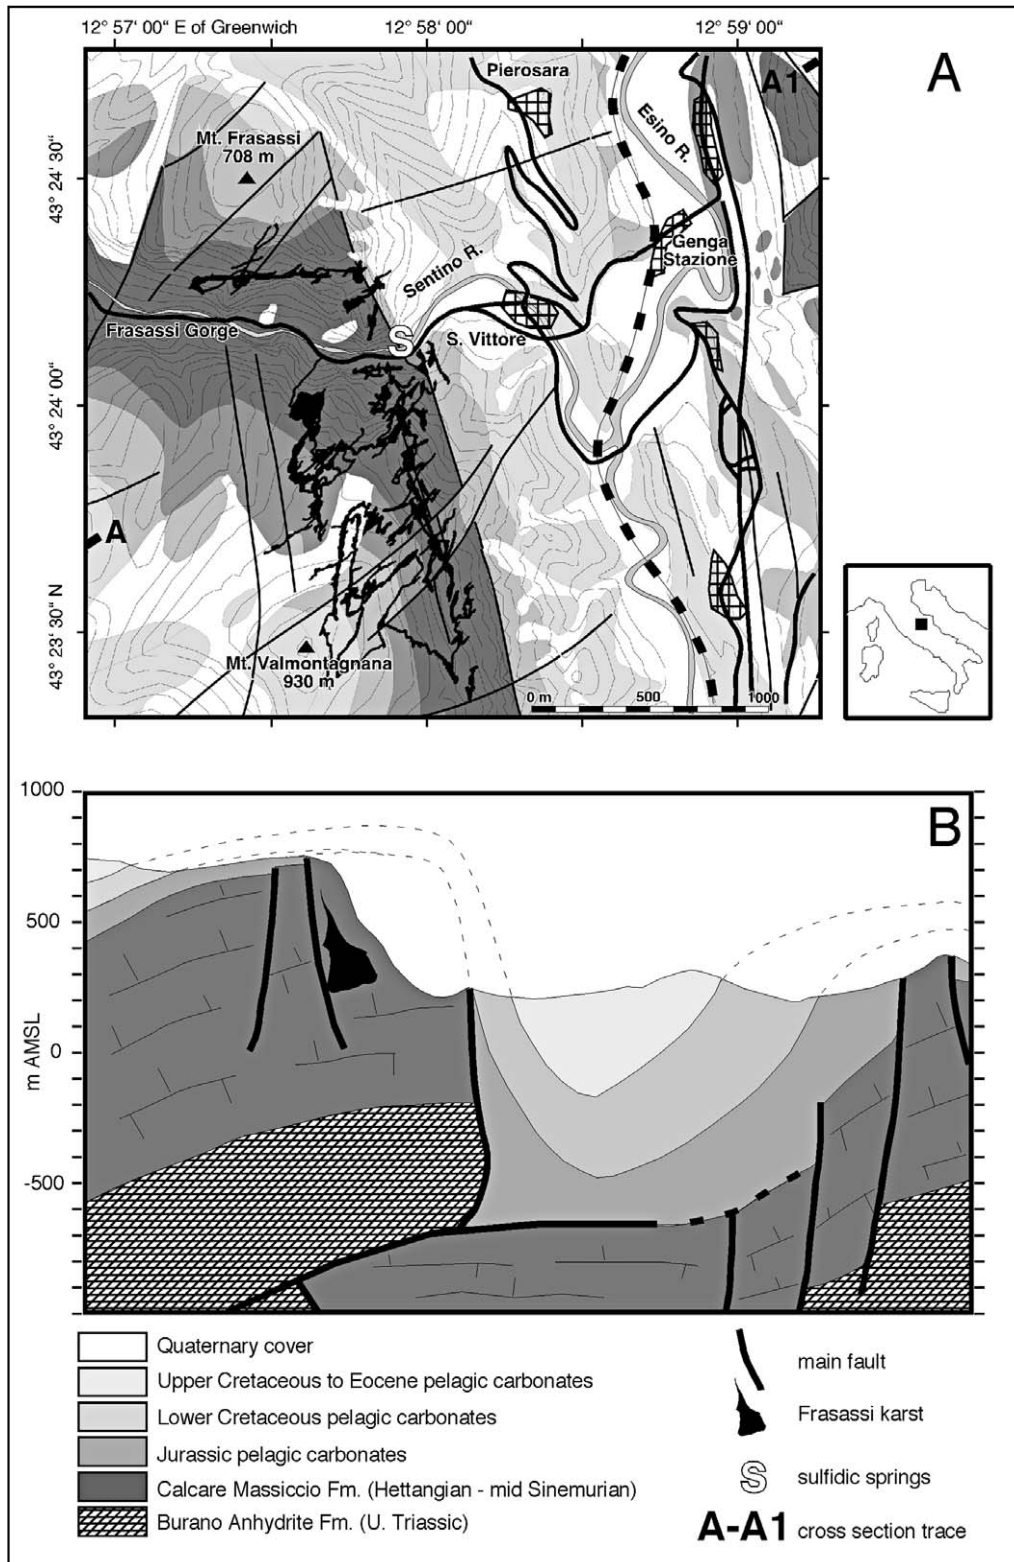 12° 57' 00“ E of Greenwich
12° 58' 00“
12° 59' 00“
A
A1
Pierosara
Esino R.
Mt. Frasassi
708 m
43° 24' 30“
Genga
Stazione
Sentino R.
Frasassi Gorge
S
S. Vittore
43° 24' 00“
A
43° 23' 30“ N
Mt. Valmontagnana
930 m
0 m
500
1000
1000
B
500
0
-500
m AMSL
Quaternary cover
Upper Cretaceous to Eocene pelagic carbonates
Lower Cretaceous pelagic carbonates
Jurassic pelagic carbonates
Calcare Massiccio Fm. (Hettangian - mid Sinemurian)
Burano Anhydrite Fm. (U. Triassic)
main fault
Frasassi karst
S sulfidic springs
A-A1 cross section trace